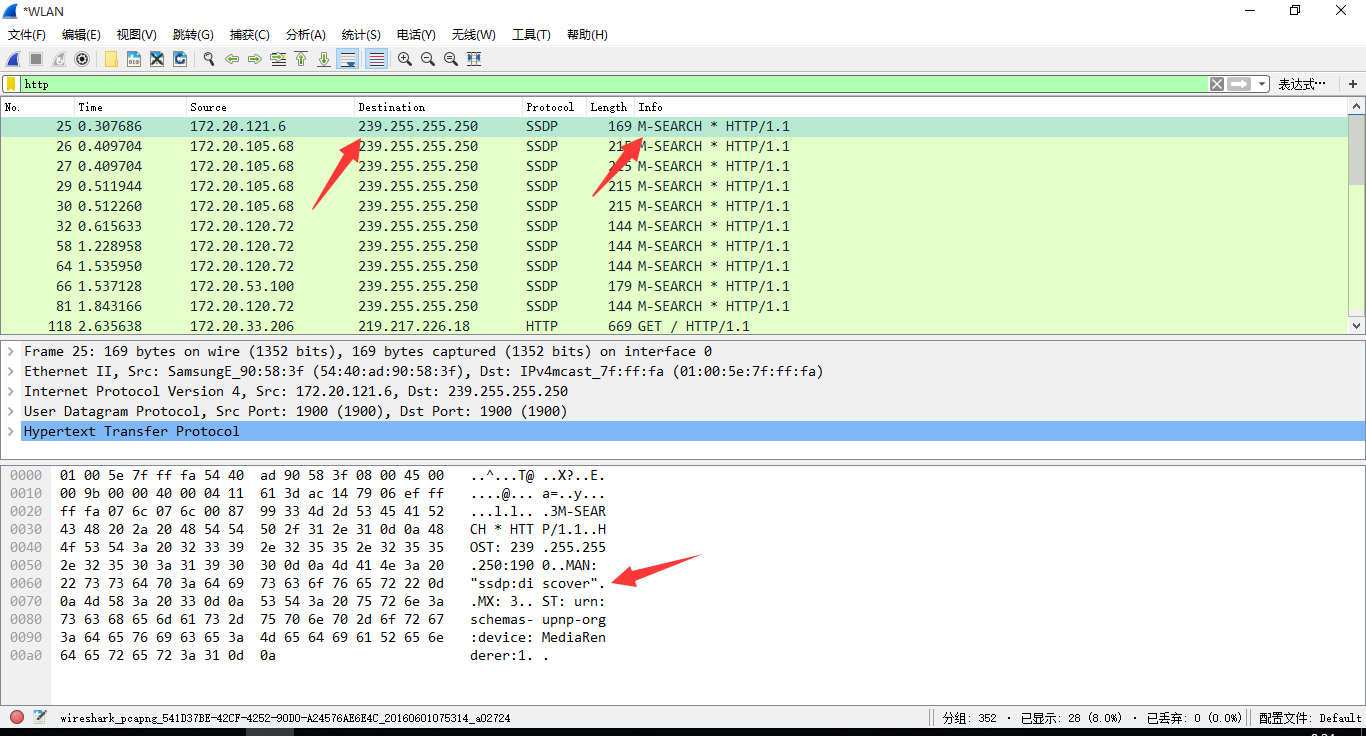 *WLAN
文件(F) 编辑(E) 视图(V) 跳转(G) 捕获(C) 分析(A) 统计(S) 电话(Y) 无线(W) 工具(T) 帮助(H)
http 表达式… +
No. Time Source Destination Protocol Length Info
25 0.307686 172.20.121.6 239.255.255.250 SSDP 169 M-SEARCH * HTTP/1.1
26 0.409704 172.20.105.68 239.255.255.250 SSDP 215 M-SEARCH * HTTP/1.1
27 0.409704 172.20.105.68 239.255.255.250 SSDP 215 M-SEARCH * HTTP/1.1
29 0.511944 172.20.105.68 239.255.255.250 SSDP 215 M-SEARCH * HTTP/1.1
30 0.512260 172.20.105.68 239.255.255.250 SSDP 215 M-SEARCH * HTTP/1.1
32 0.615633 172.20.120.72 239.255.255.250 SSDP 144 M-SEARCH * HTTP/1.1
58 1.228958 172.20.120.72 239.255.255.250 SSDP 144 M-SEARCH * HTTP/1.1
64 1.535950 172.20.120.72 239.255.255.250 SSDP 144 M-SEARCH * HTTP/1.1
66 1.537128 172.20.53.100 239.255.255.250 SSDP 179 M-SEARCH * HTTP/1.1
81 1.843166 172.20.120.72 239.255.255.250 SSDP 144 M-SEARCH * HTTP/1.1
118 2.635638 172.20.33.206 219.217.226.18 HTTP 669 GET / HTTP/1.1
Frame 25: 169 bytes on wire (1352 bits), 169 bytes captured (1352 bits) on interface 0
Ethernet II, Src: SamsungE_90:58:3f (54:40:ad:90:58:3f), Dst: IPv4mcast_7f:ff:fa (01:00:5e:7f:ff:fa)
Internet Protocol Version 4, Src: 172.20.121.6, Dst: 239.255.255.250
User Datagram Protocol, Src Port: 1900 (1900), Dst Port: 1900 (1900)
Hypertext Transfer Protocol
0000 01 00 5e 7f ff fa 54 40 ad 90 58 3f 08 00 45 00 ..^...T@ ..X?..E.
0010 00 9b 00 00 40 00 04 11 61 3d ac 14 79 06 ef ff ....@... a=..y...
0020 ff fa 07 6c 07 6c 00 87 99 33 4d 2d 53 45 41 52 ...l.l.. .3M-SEAR
0030 43 48 20 2a 20 48 54 54 50 2f 31 2e 31 0d 0a 48 CH * HTT P/1.1..H
0040 4f 53 54 3a 20 32 33 39 2e 32 35 35 2e 32 35 35 OST: 239 .255.255
0050 2e 32 35 30 3a 31 39 30 30 0d 0a 4d 41 4e 3a 20 .250:190 0..MAN:
0060 22 73 73 64 70 3a 64 69 73 63 6f 76 65 72 22 0d "ssdp:di scover".
0070 0a 4d 58 3a 20 33 0d 0a 53 54 3a 20 75 72 6e 3a .MX: 3.. ST: urn:
0080 73 63 68 65 6d 61 73 2d 75 70 6e 70 2d 6f 72 67 schemas- upnp-org
0090 3a 64 65 76 69 63 65 3a 4d 65 64 69 61 52 65 6e :device: MediaRen
00a0 64 65 72 65 72 3a 31 0d 0a derer:1. .
wireshark_pcapng_541D37BE-42CF-4252-90D0-A24576AE6E4C_20160601075314_a02724 分组: 352 · 已显示: 28 (8.0%) · 已丢弃: 0 (0.0%) 配置文件: Default